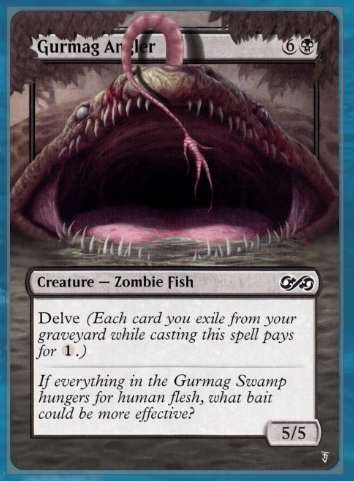 Gurmag Angler 6
Creature — Zombie Fish
Delve (Each card you exile from your
graveyard while casting this spell pays
for 1.)
If everything in the Gurmag Swamp
hungers for human flesh, what bait
could be more effective?
5/5